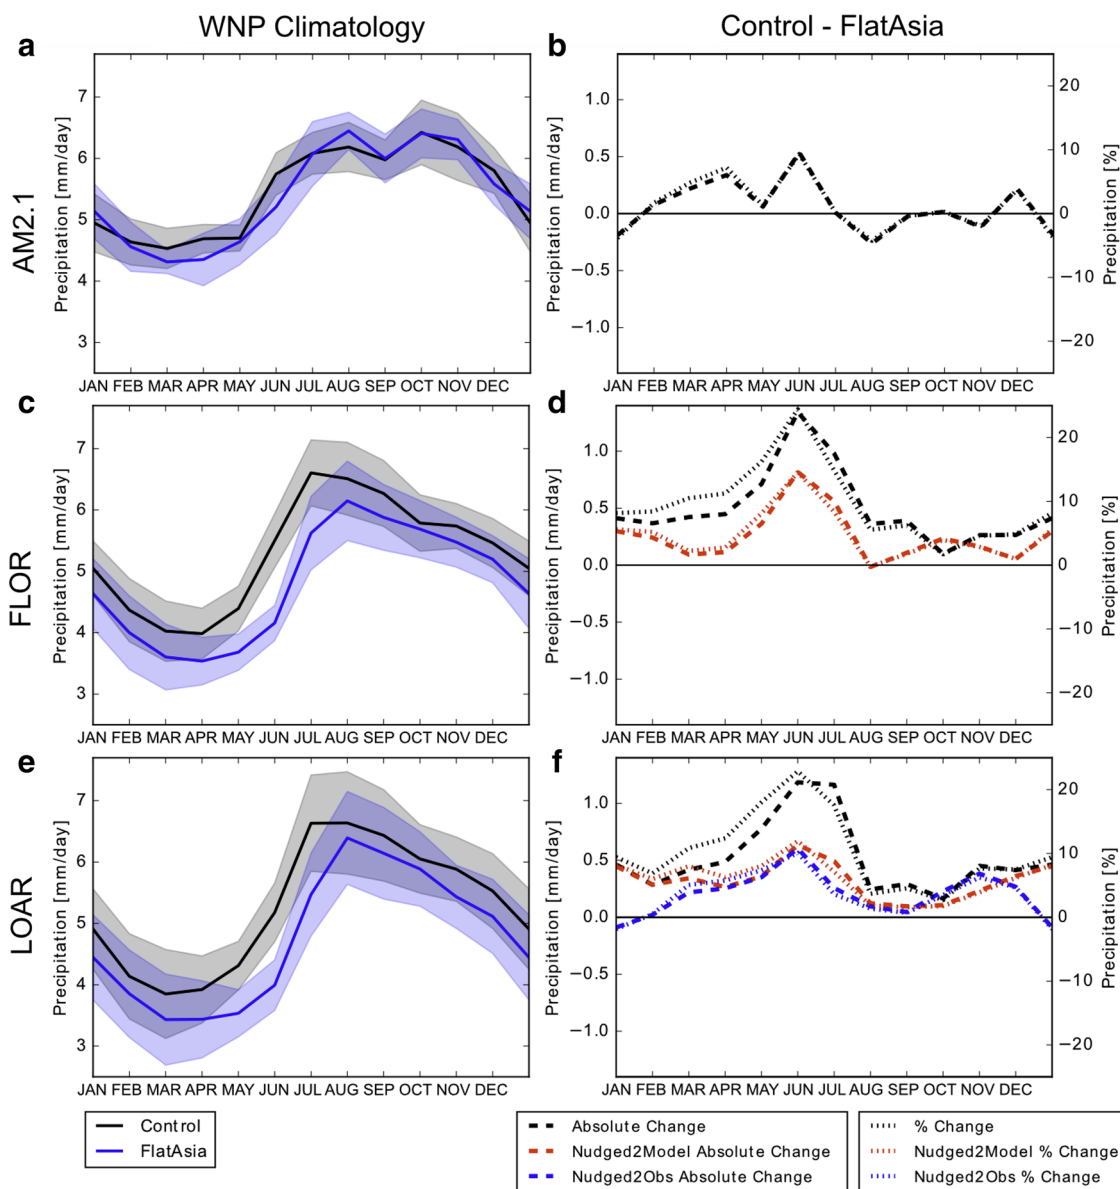 WNP Climatology
Control - FlatAsia
a
b
AM2.1
Precipitation [mm/day]
7
6
5
4
3
1.0
0.5
0.0
−0.5
−1.0
20
10
0
−10
−20
Precipitation [%]
JAN FEB MAR APR MAY JUN JUL AUG SEP OCT NOV DEC
JAN FEB MAR APR MAY JUN JUL AUG SEP OCT NOV DEC
c
d
FLOR
Precipitation [mm/day]
7
6
5
4
3
Precipitation [mm/day]
1.0
0.5
0.0
−0.5
−1.0
20
10
0
−10
−20
Precipitation [%]
JAN FEB MAR APR MAY JUN JUL AUG SEP OCT NOV DEC
JAN FEB MAR APR MAY JUN JUL AUG SEP OCT NOV DEC
e
f
LOAR
Precipitation [mm/day]
7
6
5
4
3
Precipitation [mm/day]
1.0
0.5
0.0
−0.5
−1.0
20
10
0
−10
−20
Precipitation [%]
JAN FEB MAR APR MAY JUN JUL AUG SEP OCT NOV DEC
JAN FEB MAR APR MAY JUN JUL AUG SEP OCT NOV DEC
Control
FlatAsia
Absolute Change
Nudged2Model Absolute Change
Nudged2Obs Absolute Change
% Change
Nudged2Model % Change
Nudged2Obs % Change